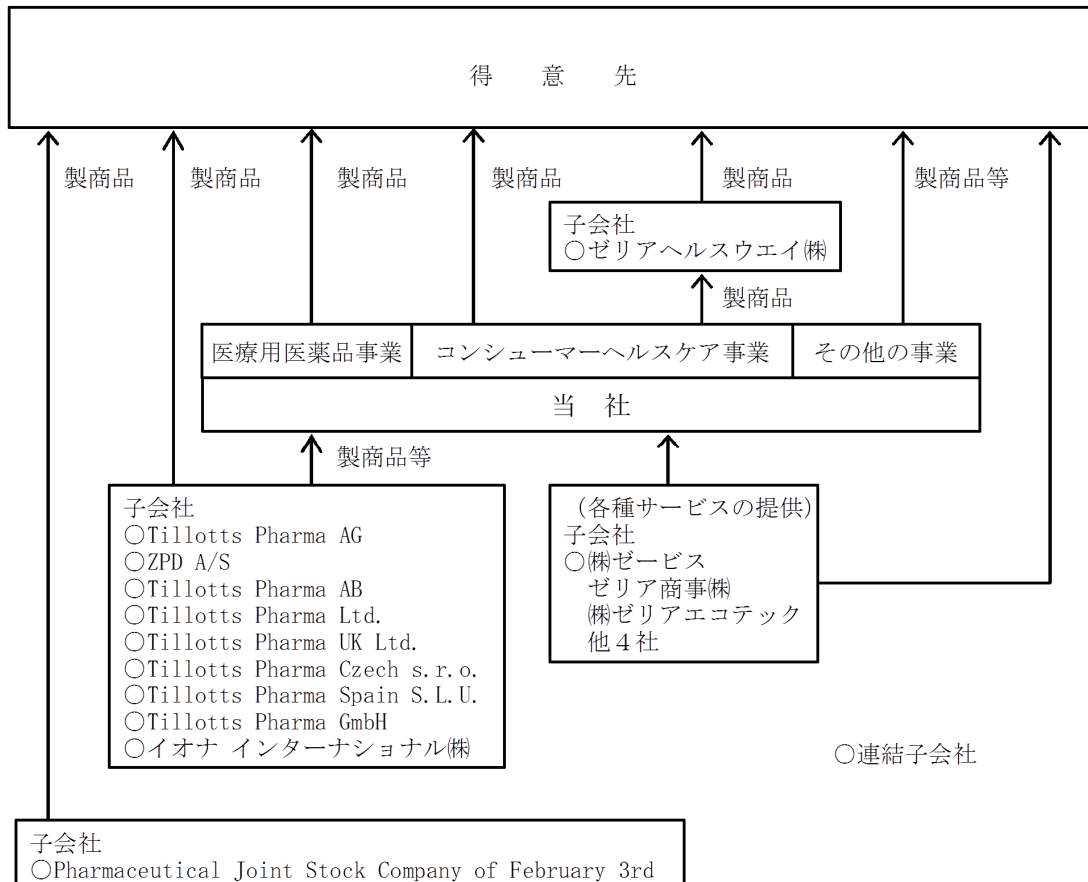 得 意 先
製商品
製商品
製商品
製商品
製商品
製商品等
子会社
○ゼリアヘルスウエイ㈱
製商品
医療用医薬品事業
コンシューマーヘルスケア事業
その他の事業
当 社
製商品等
子会社
○Tillotts Pharma AG
○ZPD A/S
○Tillotts Pharma AB
○Tillotts Pharma Ltd.
○Tillotts Pharma UK Ltd.
○Tillotts Pharma Czech s.r.o.
○Tillotts Pharma Spain S.L.U.
○Tillotts Pharma GmbH
○イオナ インターナショナル㈱
（各種サービスの提供）
子会社
○㈱ゼービス
ゼリア商事㈱
㈱ゼリアエコテック
他４社
○連結子会社
子会社
○Pharmaceutical Joint Stock Company of February 3rd